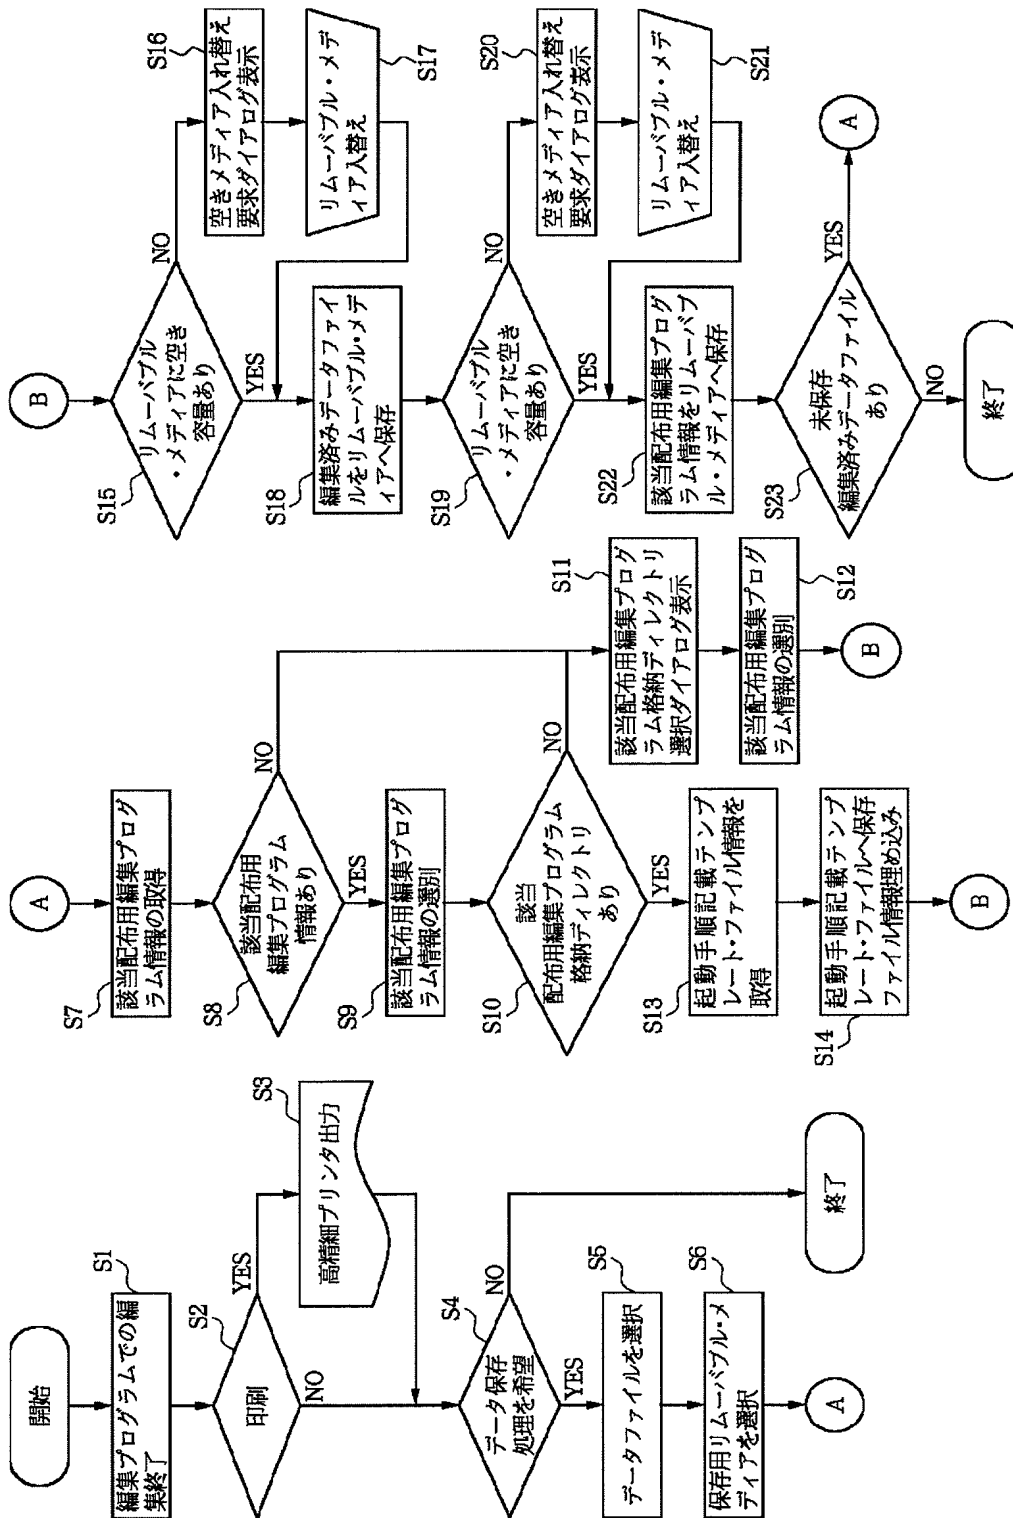 開始
S1
編集プログラムでの編
集終了
S2
印刷
YES
NO
S3
高精細プリンタ出力
S4
データ保存
処理を希望
NO
YES
終了
S5
データファイルを選択
S6
保存用リムーバブル・メ
ディアを選択
A
A
S7
該当配布用編集プログ
ラム情報の取得
S8
該当配布用
編集プログラム
情報あり
NO
YES
S9
該当配布用編集プログ
ラム情報の選別
S10
該当
配布用編集プログラム
格納ディレクトリ
あり
NO
YES
S11
該当配布用編集プログ
ラム格納ディレクトリ
選択ダイアログ表示
S12
該当配布用編集プログ
ラム情報の選別
B
S13
起動手順記載テンプ
レート・ファイル情報を
取得
S14
起動手順記載テンプ
レート・ファイルへ保存
ファイル情報埋め込み
B
B
S15
リムーバブル
・メディアに空き
容量あり
NO
YES
S16
空きメディア入れ替え
要求ダイアログ表示
S17
リムーバブル・メデ
ィア入替え
S18
編集済みデータファイ
ルをリムーバブル・メデ
ィアへ保存
S19
リムーバブル
・メディアに空き
容量あり
NO
YES
S20
空きメディア入れ替え
要求ダイアログ表示
S21
リムーバブル・メデ
ィア入替え
S22
該当配布用編集プログ
ラム情報をリムーバブ
ル・メディアへ保存
S23
未保存
編集済みデータファイル
あり
YES
A
NO
終了